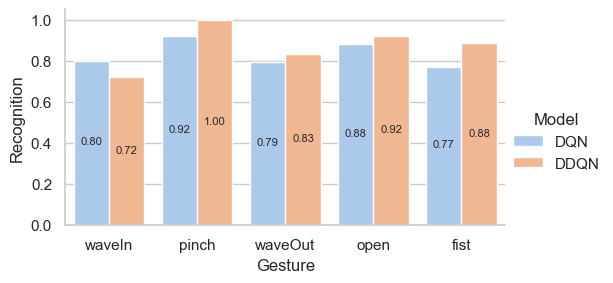 1.0
0.8
0.6
0.4
0.2
0.0
Recognition
0.80
0.72
0.92
1.00
0.79
0.83
0.88
0.92
0.77
0.88
waveIn
pinch
waveOut
open
fist
Gesture
Model
DQN
DDQN